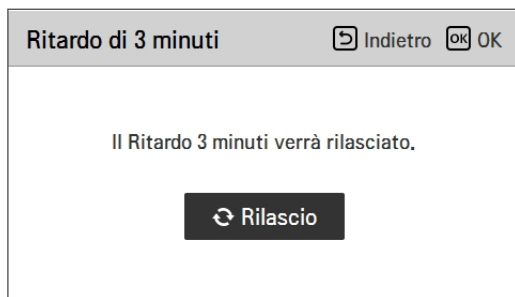 Ritardo di 3 minuti Indietro OK OK
Il Ritardo 3 minuti verrà rilasciato.
Rilascio